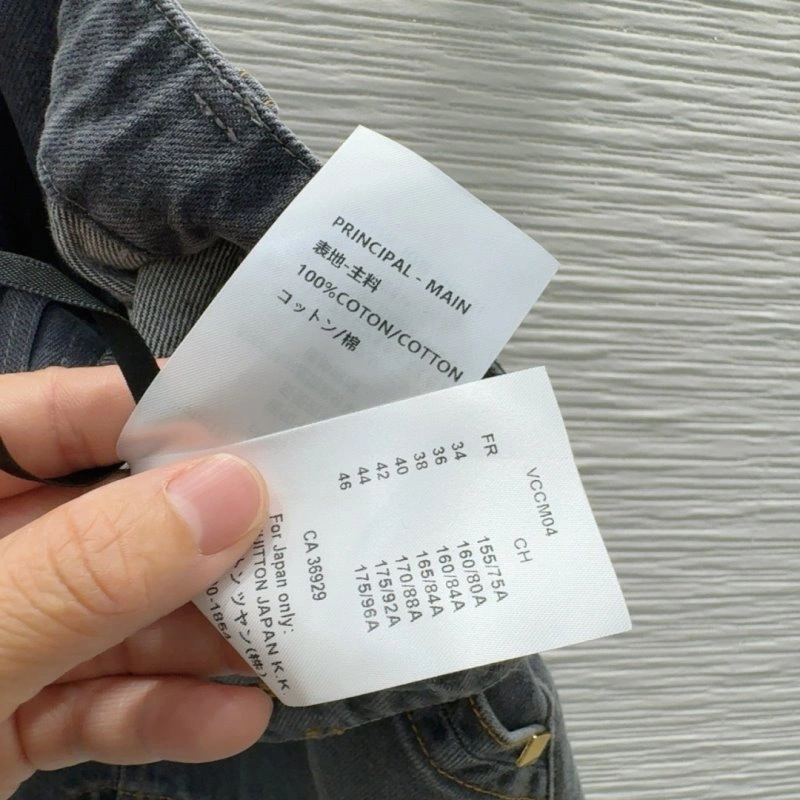 PRINCIPAL - MAIN
表地-主料
100%COTON/COTTON
コットン/棉
VCCM04
FR CH
34 155/75A
36 160/80A
38 160/84A
40 165/84A
42 170/88A
44 175/92A
46 175/96A
CA 36929
For Japan only:
JAPAN K.K.